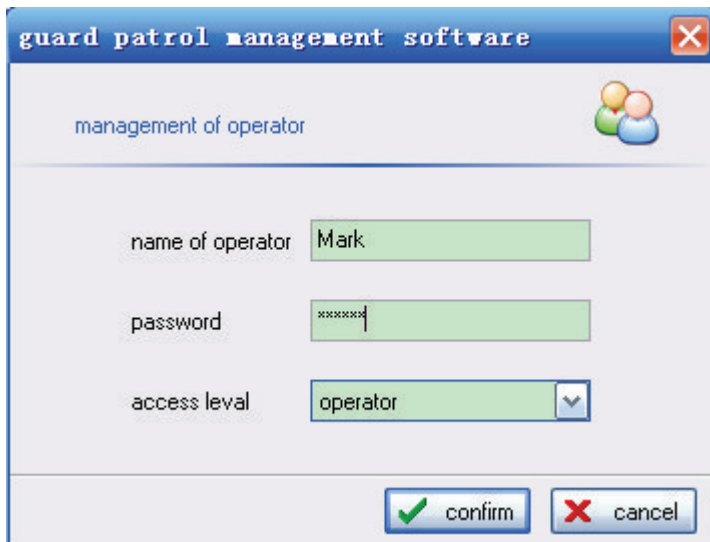 guard patrol management software
management of operator
name of operator Mark
password ******
access leval operator
confirm cancel